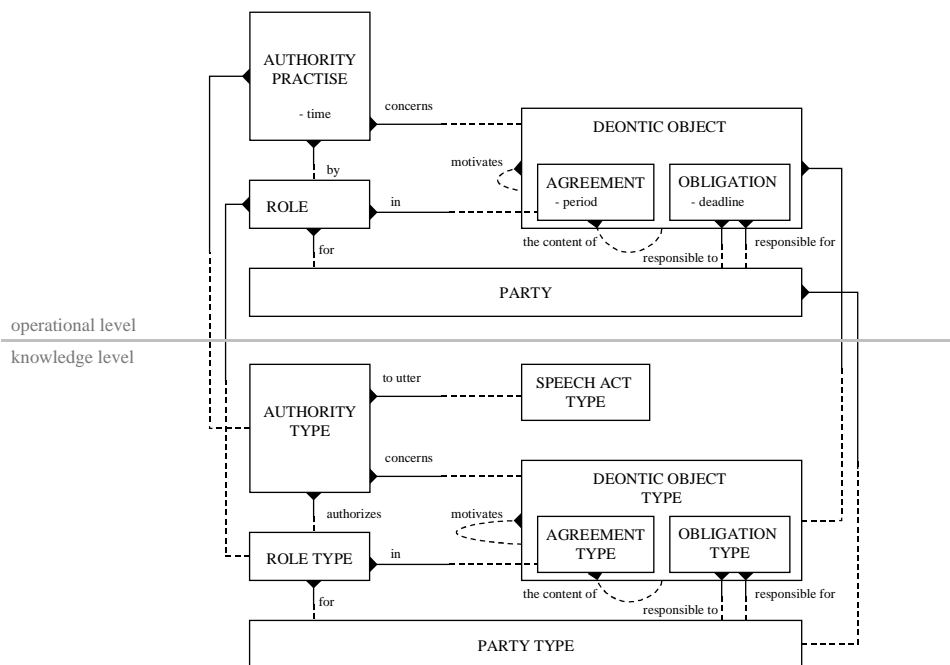 AUTHORITY
PRACTISE
- time
concerns
DEONTIC OBJECT
motivates
by
AGREEMENT
- period
OBLIGATION
- deadline
ROLE
in
for
the content of
responsible for
responsible to
PARTY
operational level
knowledge level
to utter
SPEECH ACT
TYPE
AUTHORITY
TYPE
concerns
DEONTIC OBJECT
TYPE
motivates
authorizes
AGREEMENT
TYPE
OBLIGATION
TYPE
ROLE TYPE
in
for
the content of
responsible for
responsible to
PARTY TYPE